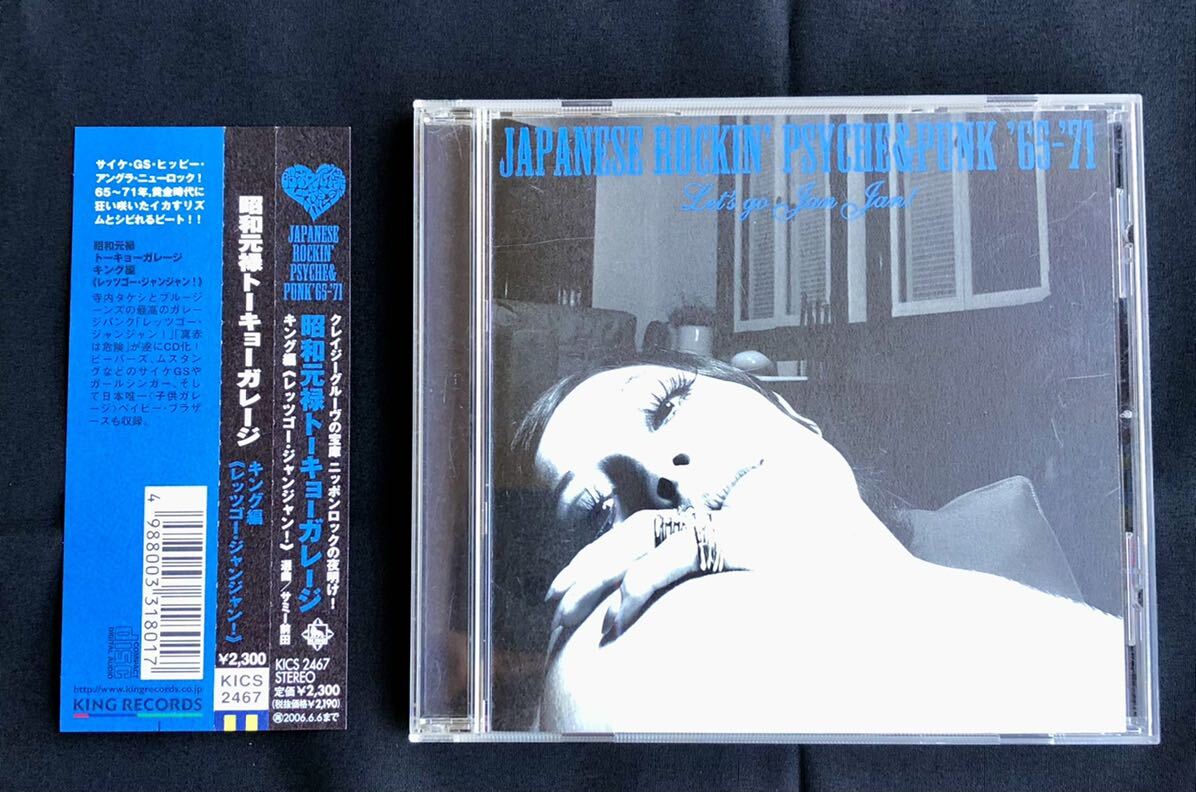 サイケ・GS・ヒッピー・
アングラ・ニューロック！
65〜71年、黄金時代に
狂い咲いたイカすリズ
ムとシビれるビート！！
昭和元禄
トーキョーガレージ
キング編
《レッツゴー・ジャンジャン！》
寺内タケシとブルージ
ーンズの最高のガレー
ジパンク「レッツゴー・
ジャンジャン！」「真赤
は危険」が遂にCD化！
ビーバーズ、ムスタン
グなどのサイケGSや
ガールシンガー、そし
て日本唯一〈子供ガレ
ージ〉ベイビー・ブラザ
ーズも収録。
4 988003 318017
COMPACT
disc
DIGITAL AUDIO
http://www.kingrecords.co.jp
KING RECORDS
昭和元禄トーキョーガレージ
キング編
《レッツゴー・ジャンジャン！》
¥2,300
KICS
2467
JAPANESE
ROCKIN'
PSYCHE&
PUNK'65-'71
クレイジーグルーヴの宝庫 ニッポンロックの夜明け！
昭和元禄トーキョーガレージ
キング編《レッツゴー・ジャンジャン！》 選曲/サミー前田
KICS 2467
STEREO
定価¥2,300
(税抜価格¥2,190)
2006.6.6まで
JAPANESE ROCKIN' PSYCHE&PUNK '65-'71
Let's go Jan Jan!